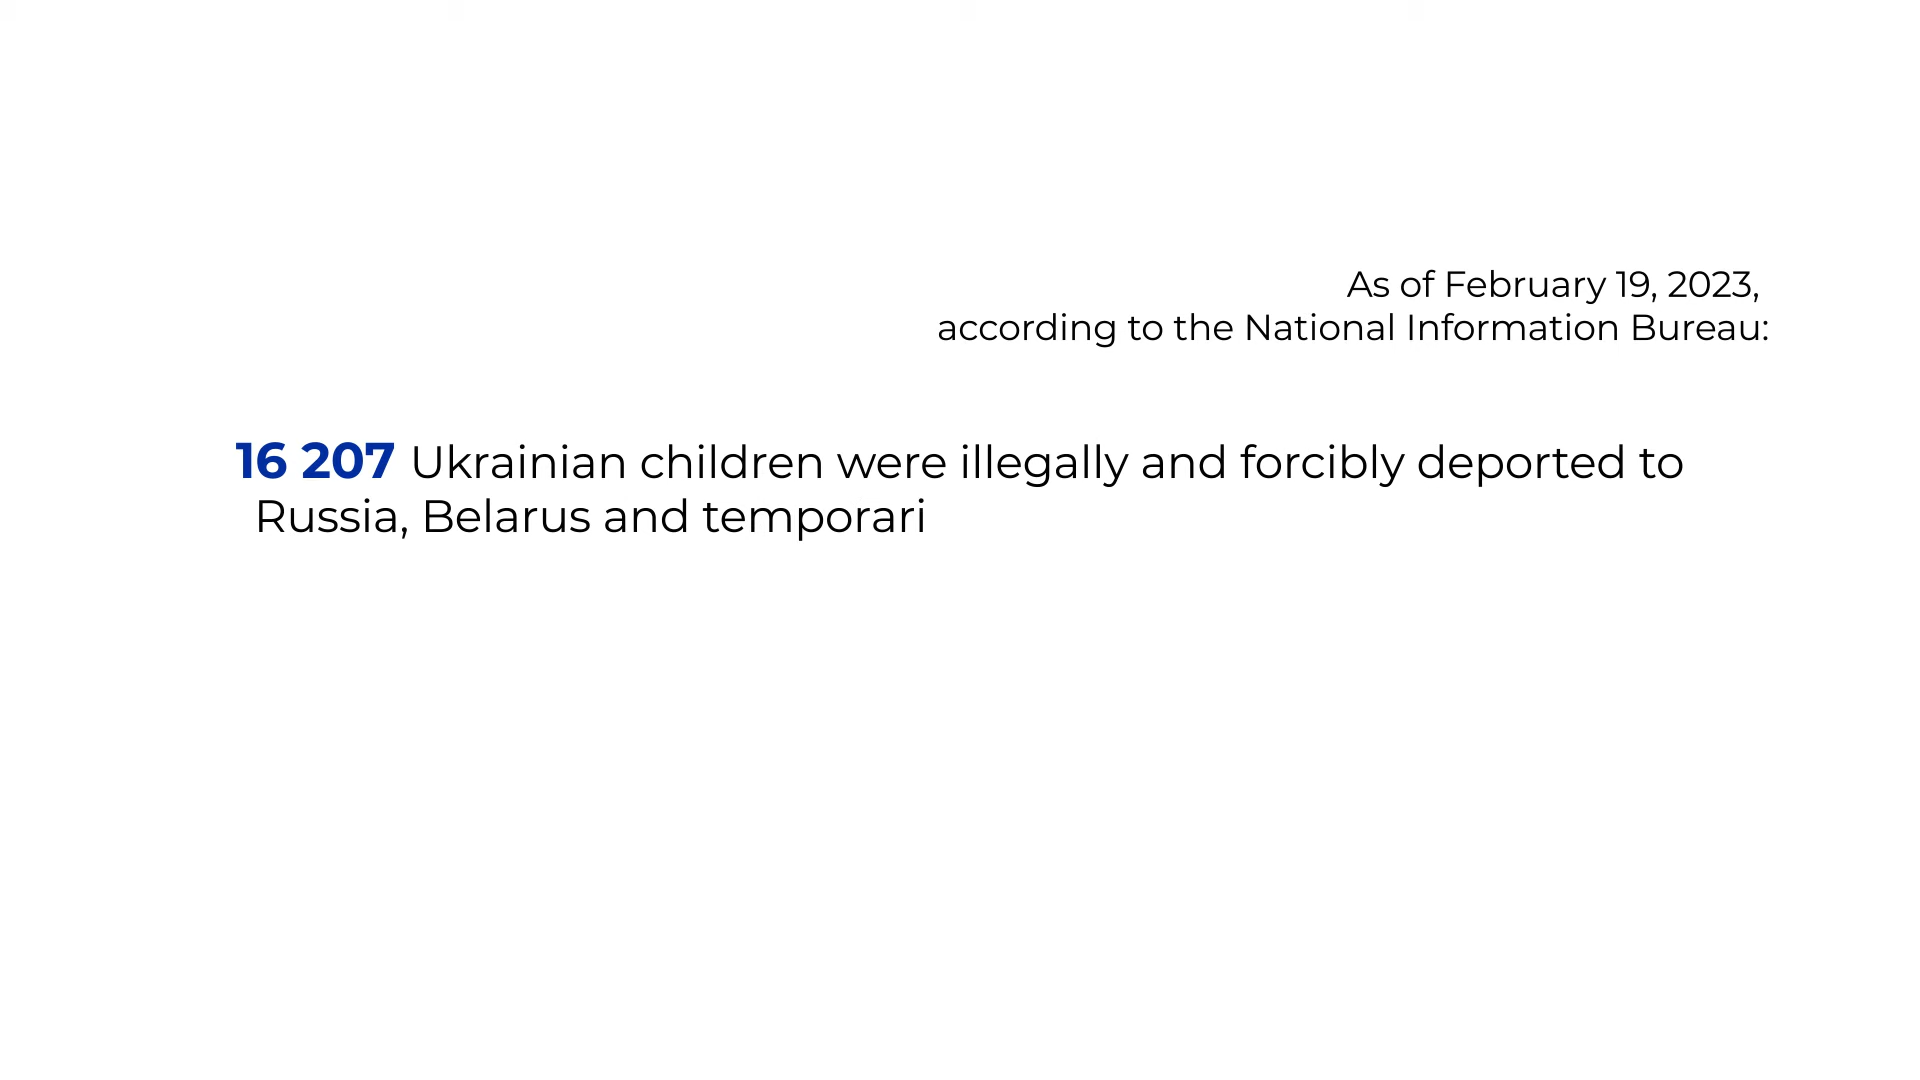 As of February 19, 2023,
according to the National Information Bureau:
16 207 Ukrainian children were illegally and forcibly deported to
Russia, Belarus and temporari